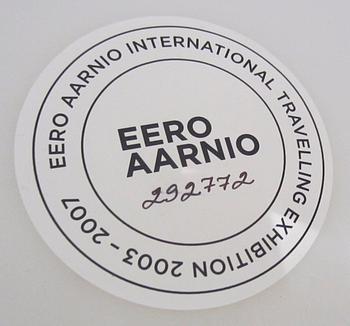 EERO AARNIO INTERNATIONAL TRAVELLING EXHIBITION 2003 - 2007
EERO
AARNIO
292772